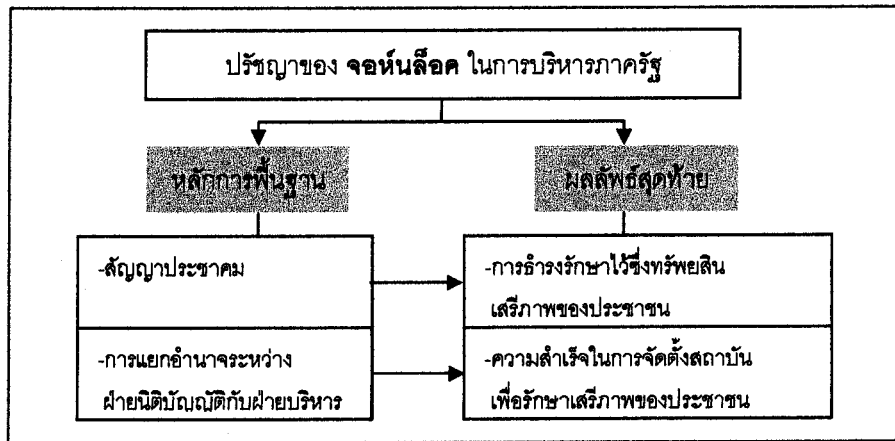 ปรัชญาของ จอห์นล็อค ในการบริหารภาครัฐ
หลักการพื้นฐาน
ผลลัพธ์สุดท้าย
-สัญญาประชาคม
-การธำรงรักษาไว้ซึ่งทรัพยสิน
เสรีภาพของประชาชน
-การแยกอำนาจระหว่าง
ฝ่ายนิติบัญญัติกับฝ่ายบริหาร
-ความสำเร็จในการจัดตั้งสถาบัน
เพื่อรักษาเสรีภาพของประชาชน